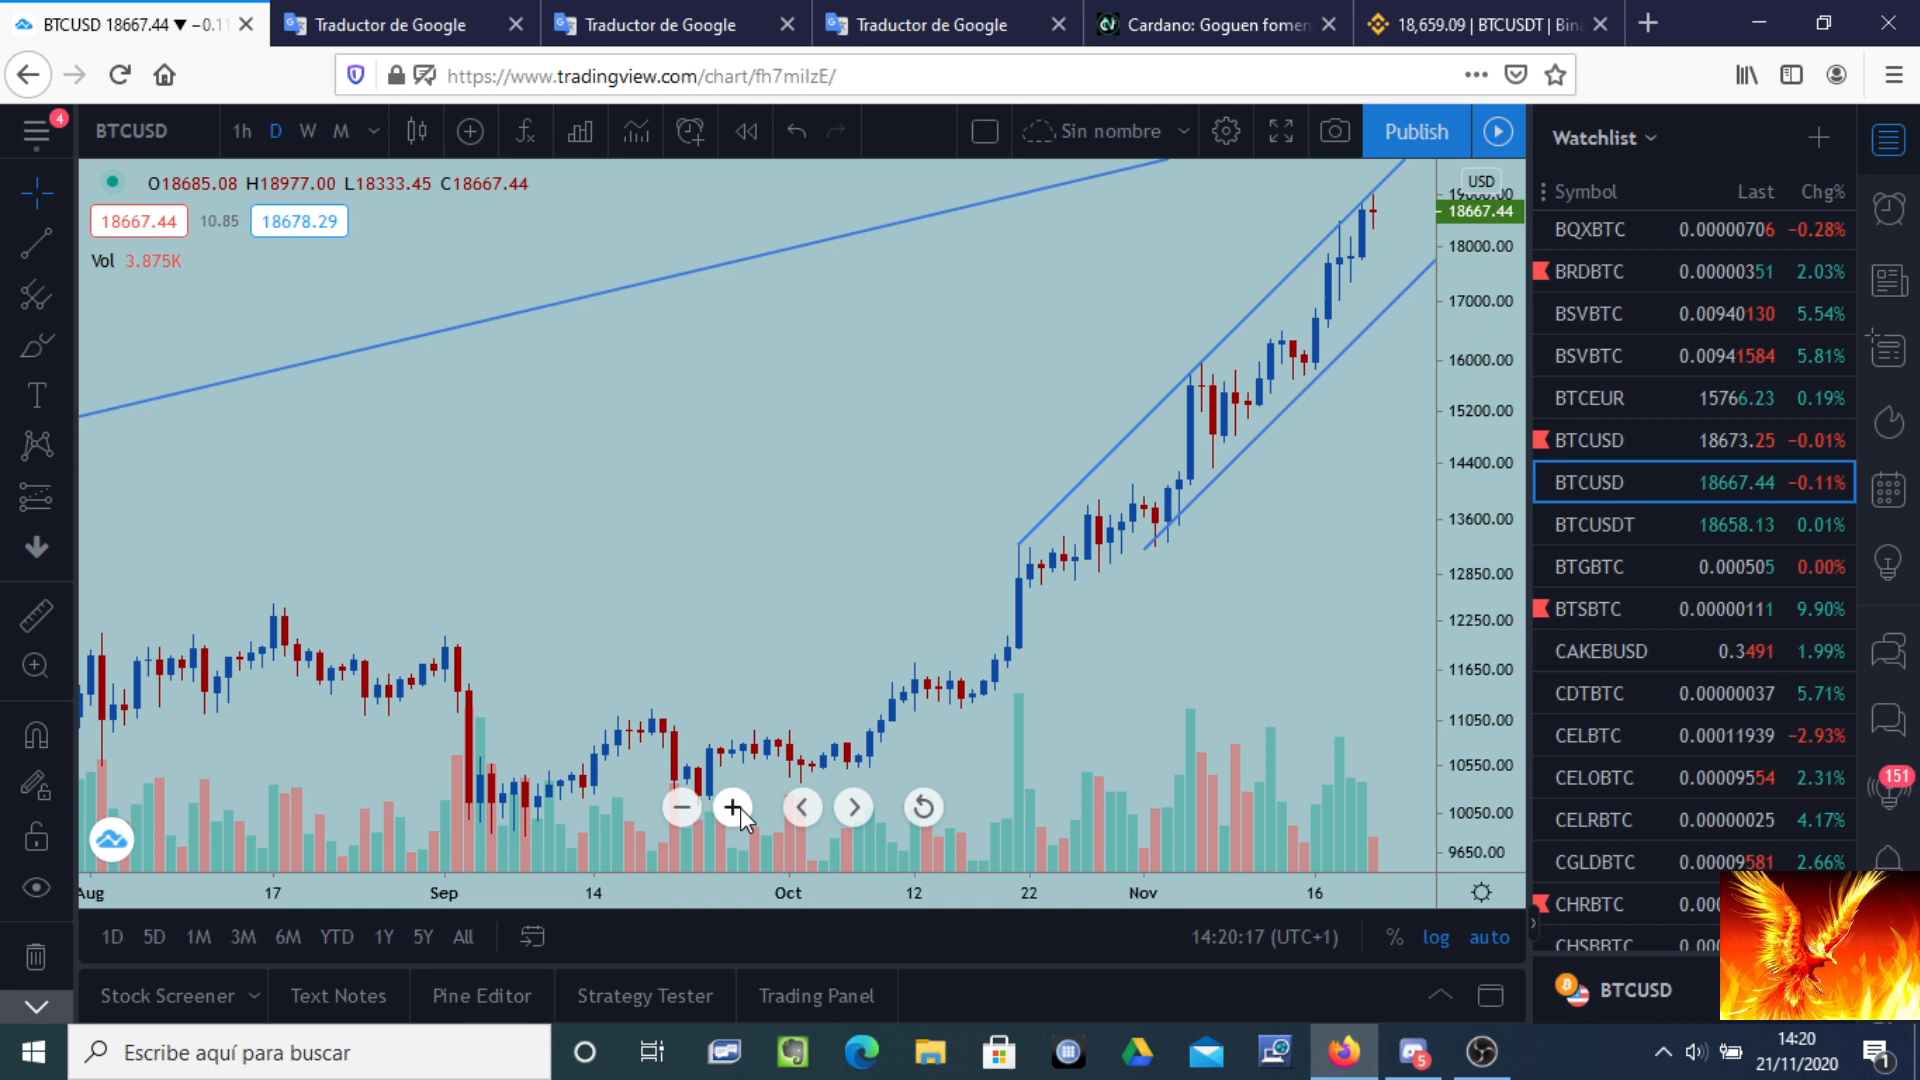 BTCUSD 18667.44 ▼ −0.11
Traductor de Google
Traductor de Google
Traductor de Google
Cardano: Goguen fomen
18,659.09 | BTCUSDT | Bin
https://www.tradingview.com/chart/fh7miIzE/
4
BTCUSD
1h D W M
Sin nombre
Publish
O18685.08 H18977.00 L18333.45 C18667.44
18667.44 10.85 18678.29
Vol 3.875K
USD
18667.44
18000.00
17000.00
16000.00
15200.00
14400.00
13600.00
12850.00
12250.00
11650.00
11050.00
10550.00
10050.00
9650.00
Aug 17 Sep 14 Oct 12 22 Nov 16
1D 5D 1M 3M 6M YTD 1Y 5Y All
14:20:17 (UTC+1) % log auto
Stock Screener Text Notes Pine Editor Strategy Tester Trading Panel
Watchlist
Symbol Last Chg%
BQXBTC 0.00000706 −0.28%
BRDBTC 0.00000351 2.03%
BSVBTC 0.00940130 5.54%
BSVBTC 0.00941584 5.81%
BTCEUR 15766.23 0.19%
BTCUSD 18673.25 −0.01%
BTCUSD 18667.44 −0.11%
BTCUSDT 18658.13 0.01%
BTGBTC 0.000505 0.00%
BTSBTC 0.00000111 9.90%
CAKEBUSD 0.3491 1.99%
CDTBTC 0.00000037 5.71%
CELBTC 0.00011939 −2.93%
CELOBTC 0.00009554 2.31%
CELRBTC 0.00000025 4.17%
CGLDBTC 0.00009581 2.66%
CHRBTC 0.00
BTCUSD
151
Escribe aquí para buscar
5
14:20
21/11/2020
1